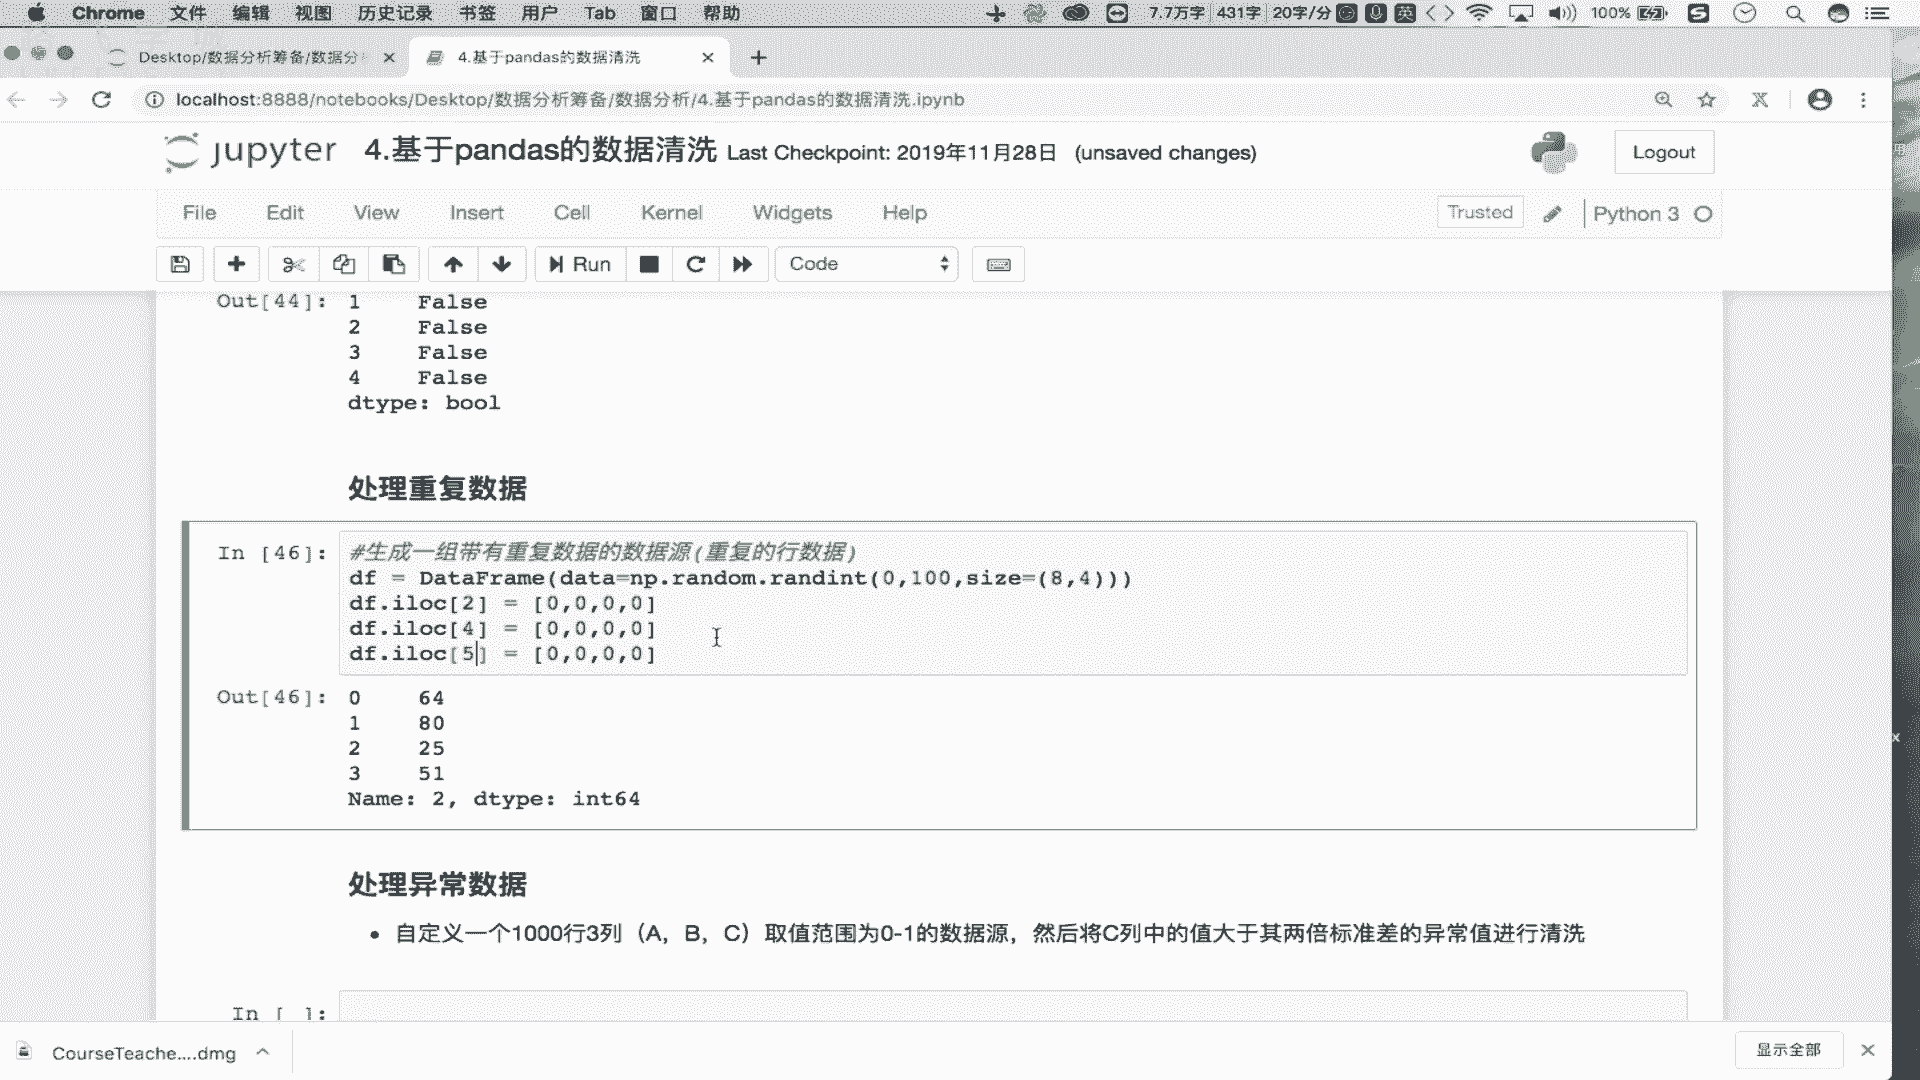 Chrome 文件 编辑 视图 历史记录 书签 用户 Tab 窗口 帮助 7.7万字 431字 20字/分 英 100%
Desktop/数据分析筹备/数据分 4.基于pandas的数据清洗
localhost:8888/notebooks/Desktop/数据分析筹备/数据分析/4.基于pandas的数据清洗.ipynb
jupyter 4.基于pandas的数据清洗 Last Checkpoint: 2019年11月28日 (unsaved changes) Logout
File Edit View Insert Cell Kernel Widgets Help Trusted Python 3
Run Code
Out[44]: 1 False
2 False
3 False
4 False
dtype: bool
处理重复数据
In [46]: #生成一组带有重复数据的数据源(重复的行数据)
df = DataFrame(data=np.random.randint(0,100,size=(8,4)))
df.iloc[2] = [0,0,0,0]
df.iloc[4] = [0,0,0,0]
df.iloc[5] = [0,0,0,0]
Out[46]: 0 64
1 80
2 25
3 51
Name: 2, dtype: int64
处理异常数据
• 自定义一个1000行3列（A，B，C）取值范围为0-1的数据源，然后将C列中的值大于其两倍标准差的异常值进行清洗
In [ ]:
CourseTeache....dmg 显示全部